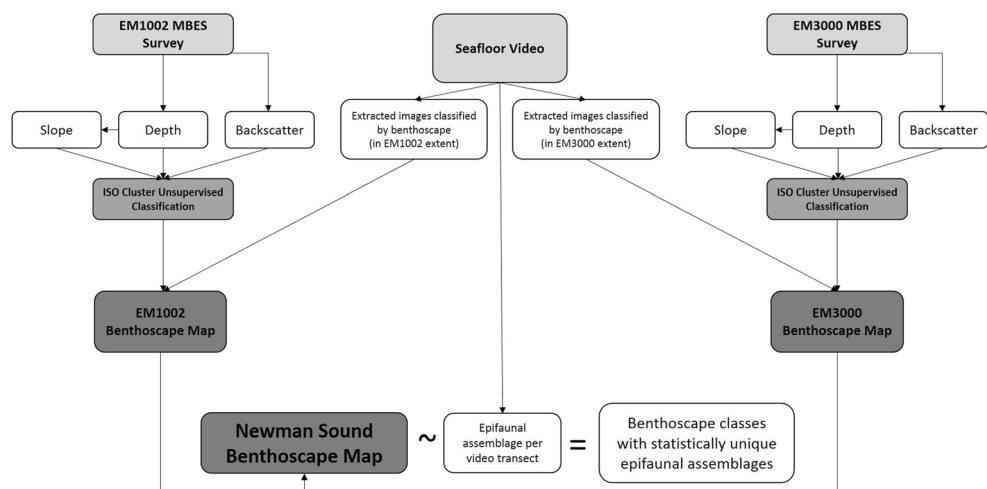 EM1002 MBES
Survey
Seafloor Video
EM3000 MBES
Survey
Slope
Depth
Backscatter
Extracted images classified
by benthoscape
(in EM1002 extent)
Extracted images classified
by benthoscape
(in EM3000 extent)
Slope
Depth
Backscatter
ISO Cluster Unsupervised
Classification
ISO Cluster Unsupervised
Classification
EM1002
Benthoscape Map
EM3000
Benthoscape Map
Newman Sound
Benthoscape Map
~
Epifaunal
assemblage per
video transect
=
Benthoscape classes
with statistically unique
epifaunal assemblages